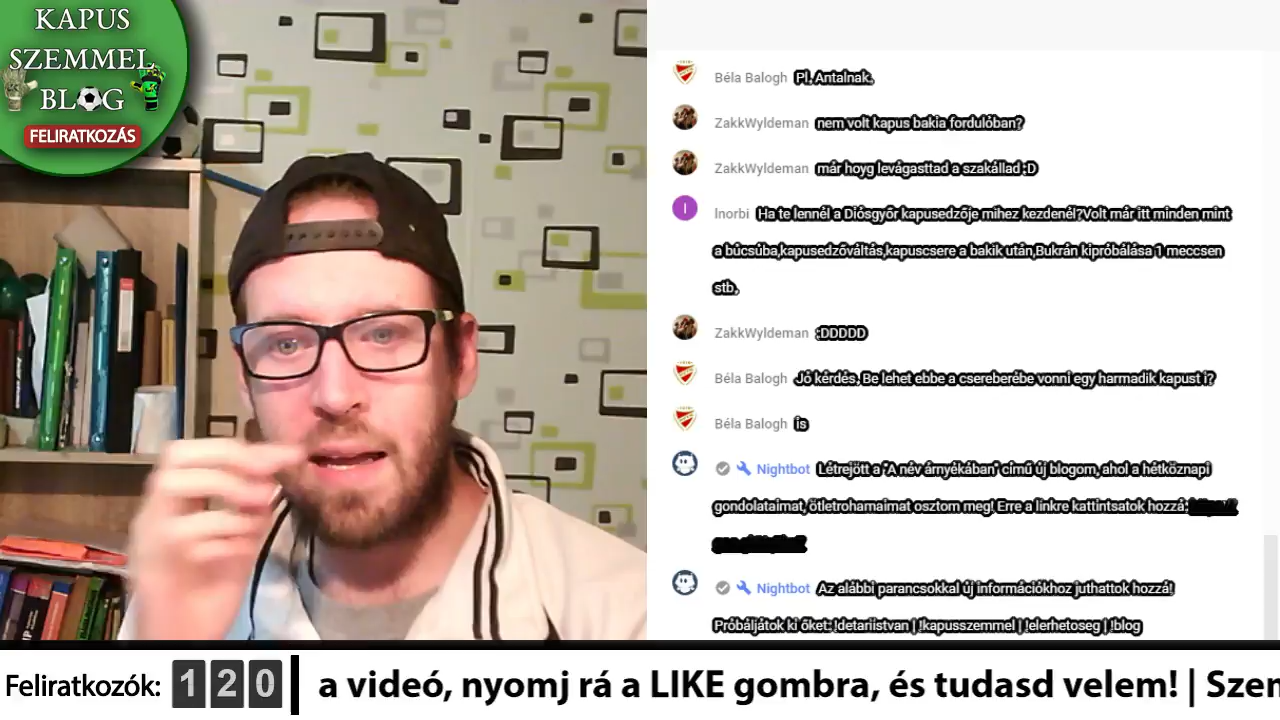 KAPUS
SZEMMEL
BLOG
FELIRATKOZÁS
Béla Balogh Pl, Antalnak.
ZakkWyldeman nem volt kapus bakia fordulóban?
ZakkWyldeman már hoyg levágasttad a szakállad ;D
I
Inorbi Ha te lennél a Diósgyőr kapusedzője mihez kezdenél?Volt már itt minden mint
a búcsúba,kapusedzőváltás,kapuscsere a bakik után,Bukrán kipróbálása 1 meccsen
stb.
ZakkWyldeman :DDDDD
Béla Balogh Jó kérdés, Be lehet ebbe a csereberébe vonni egy harmadik kapust i?
Béla Balogh is
Nightbot Létrejött a "A név árnyékában" című új blogom, ahol a hétköznapi
gondolataimat, ötletrohamaimat osztom meg! Erre a linkre kattintsatok hozzá:
Nightbot Az alábbi parancsokkal új információkhoz juthattok hozzá!
Próbáljátok ki őket: !detariistvan | !kapusszemmel | !elerhetoseg | !blog
Feliratkozók: 120 a videó, nyomj rá a LIKE gombra, és tudasd velem! | Szem